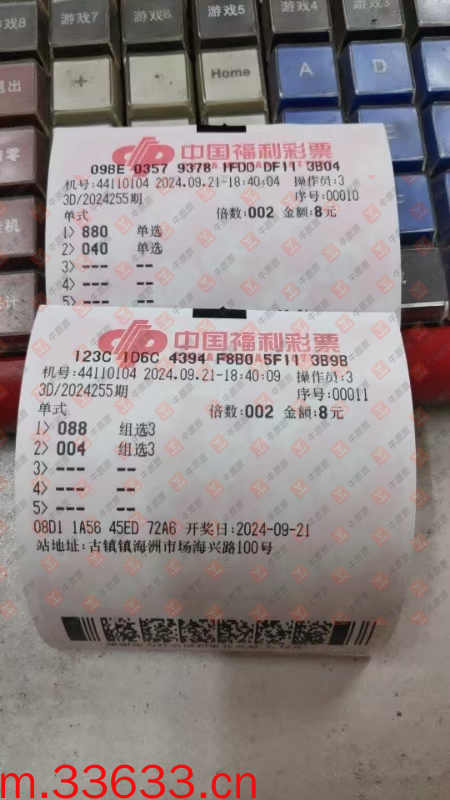 游戏8
游戏7
游戏6
游戏5
游戏4
游戏3
退出
+
Home
A
D
中国福利彩票
09BE 0357 9378 1FD0 DF11 3B04
机号:44110104 2024.09.21-18:40:04 操作员:3
3D/2024255期 序号:00010
单式 倍数:002 金额:8元
1> 880 单选
2> 040 单选
3> --- --
4> --- --
5> --- --
中国福利彩票
123C 1D6C 4394 F8B0 5F11 3B9B
机号:44110104 2024.09.21-18:40:09 操作员:3
3D/2024255期 序号:00011
单式 倍数:002 金额:8元
1> 088 组选3
2> 004 组选3
3> --- --
4> --- --
5> --- --
08D1 1A56 45ED 72A6 开奖日:2024-09-21
站地址:古镇镇海洲市场海兴路100号
m.33633.cn